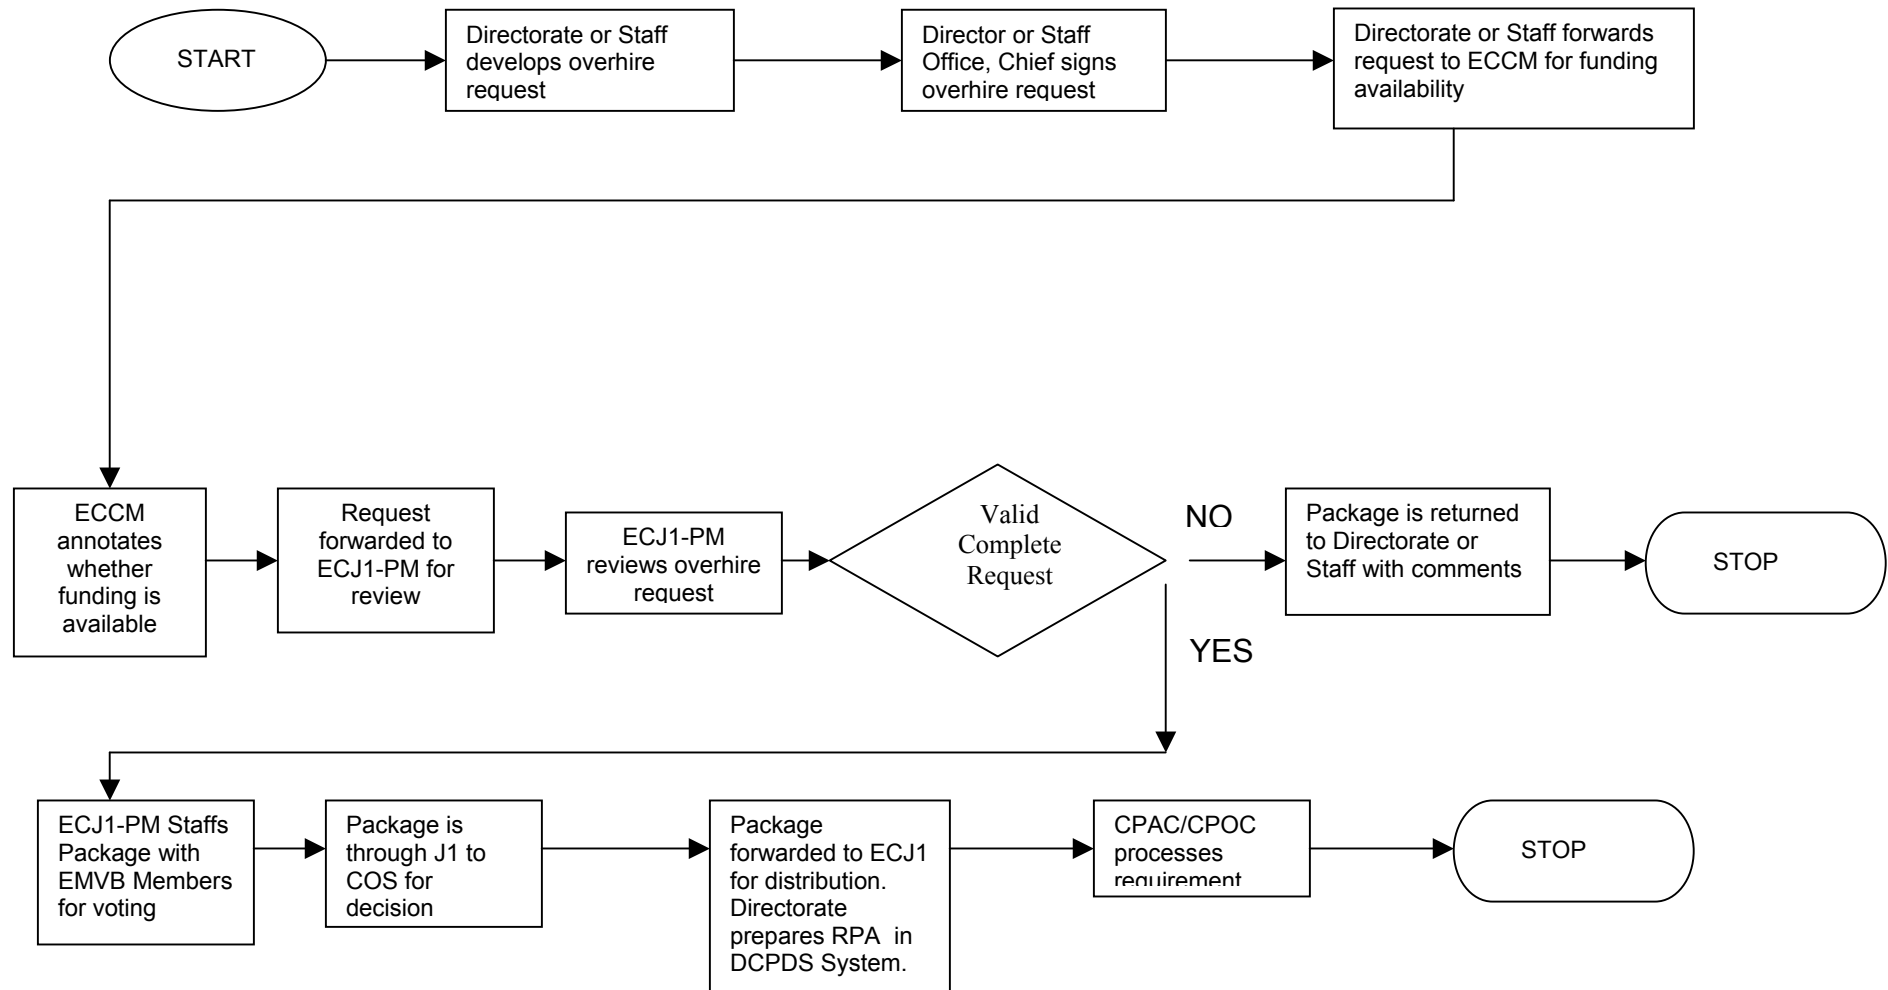 START
Directorate or Staff
develops overhire
request
Director or Staff
Office, Chief signs
overhire request
Directorate or Staff forwards
request to ECCM for funding
availability
ECCM
annotates
whether
funding is
available
Request
forwarded to
ECJ1-PM for
review
ECJ1-PM
reviews overhire
request
Valid
Complete
Request
NO
YES
Package is returned
to Directorate or
Staff with comments
STOP
ECJ1-PM Staffs
Package with
EMVB Members
for voting
Package is
through J1 to
COS for
decision
Package
forwarded to ECJ1
for distribution.
Directorate
prepares RPA in
DCPDS System.
CPAC/CPOC
processes
requirement
STOP